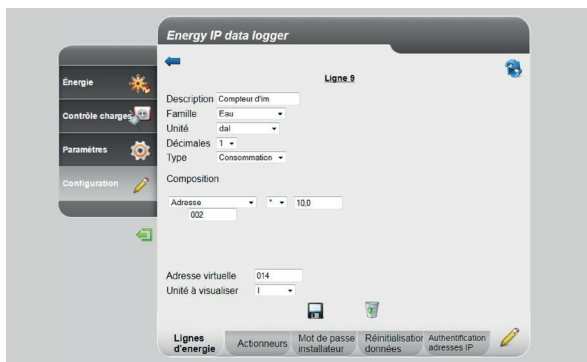 Energy IP data logger
Énergie
Contrôle charges
Paramètres
Configuration
Ligne 9
Description Compteur d'im
Famille Eau
Unité dal
Décimales 1
Type Consommation
Composition
Adresse * 10,0
002
Adresse virtuelle 014
Unité à visualiser l
Lignes d'energie
Actionneurs
Mot de passe installateur
Réinitialisation données
Authentification adresses IP